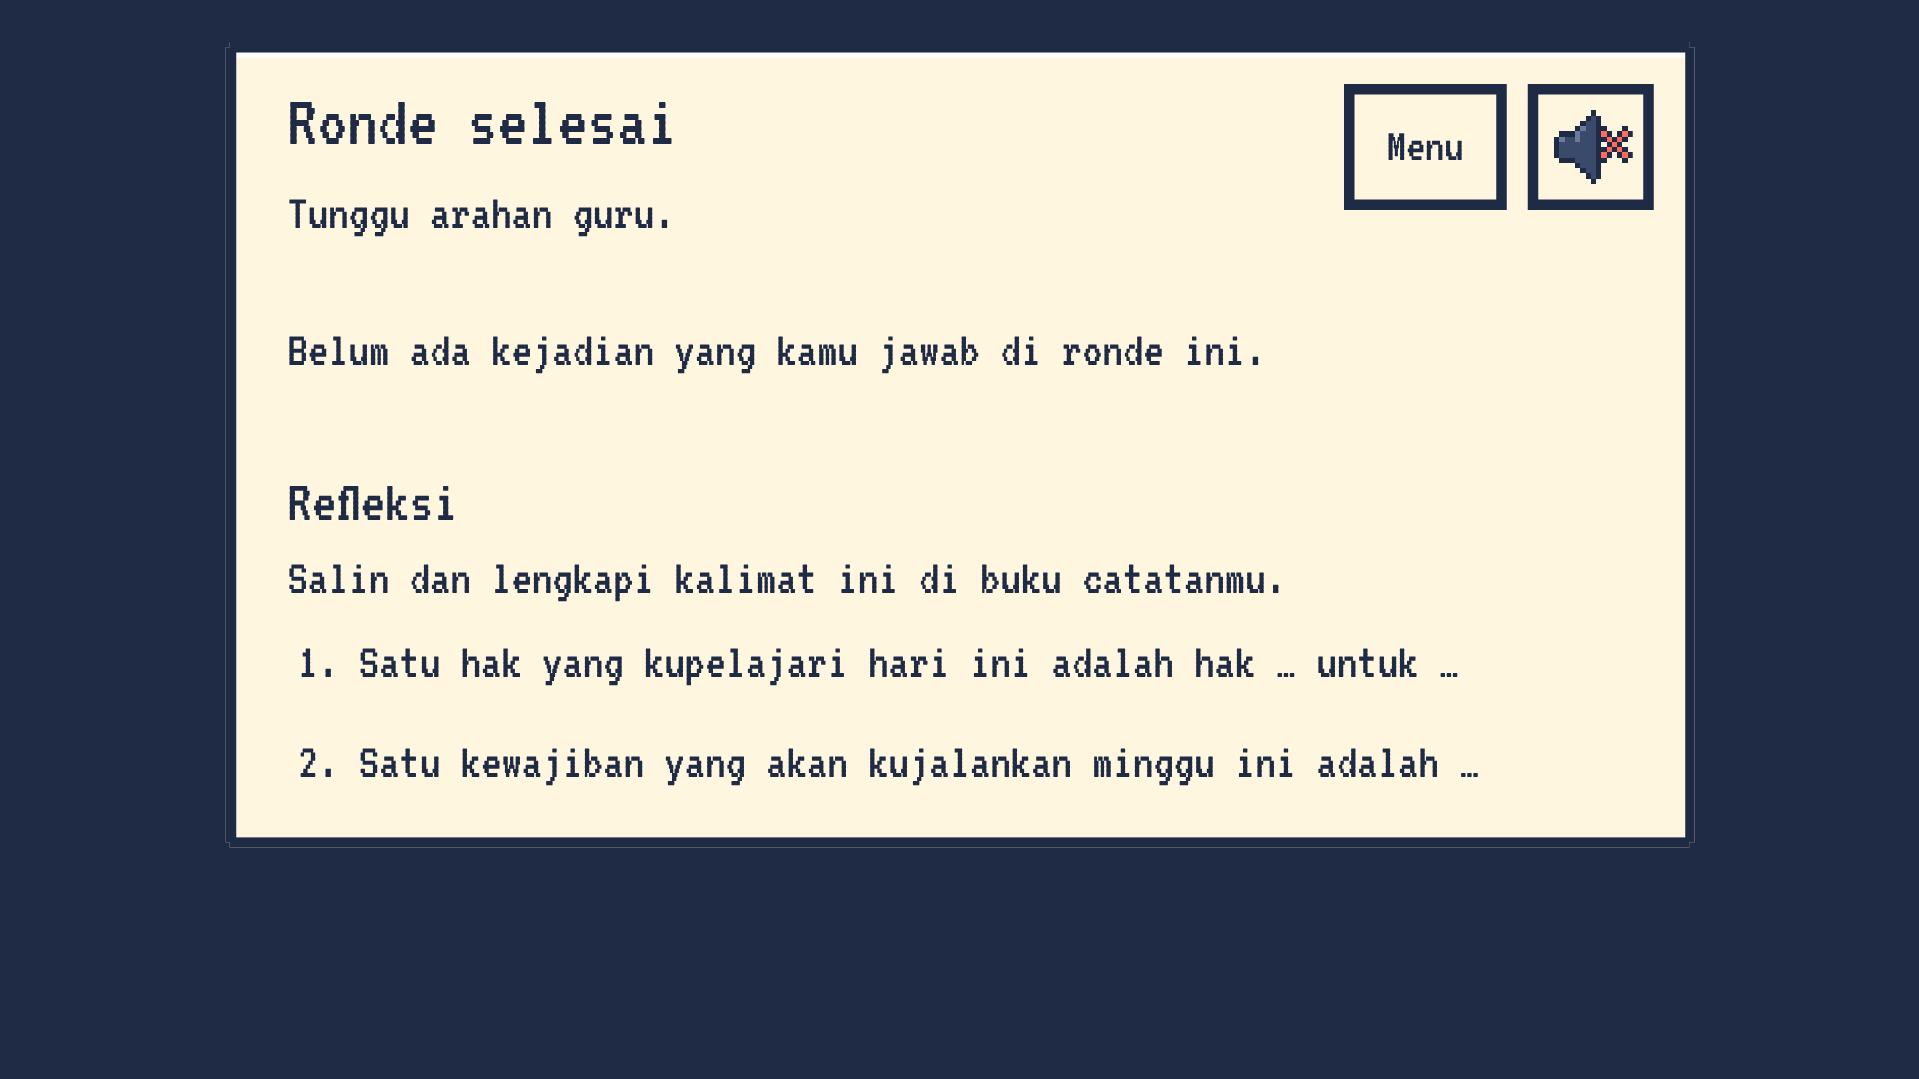 Ronde selesai
Menu
Tunggu arahan guru.
Belum ada kejadian yang kamu jawab di ronde ini.
Refleksi
Salin dan lengkapi kalimat ini di buku catatanmu.
1. Satu hak yang kupelajari hari ini adalah hak … untuk …
2. Satu kewajiban yang akan kujalankan minggu ini adalah …